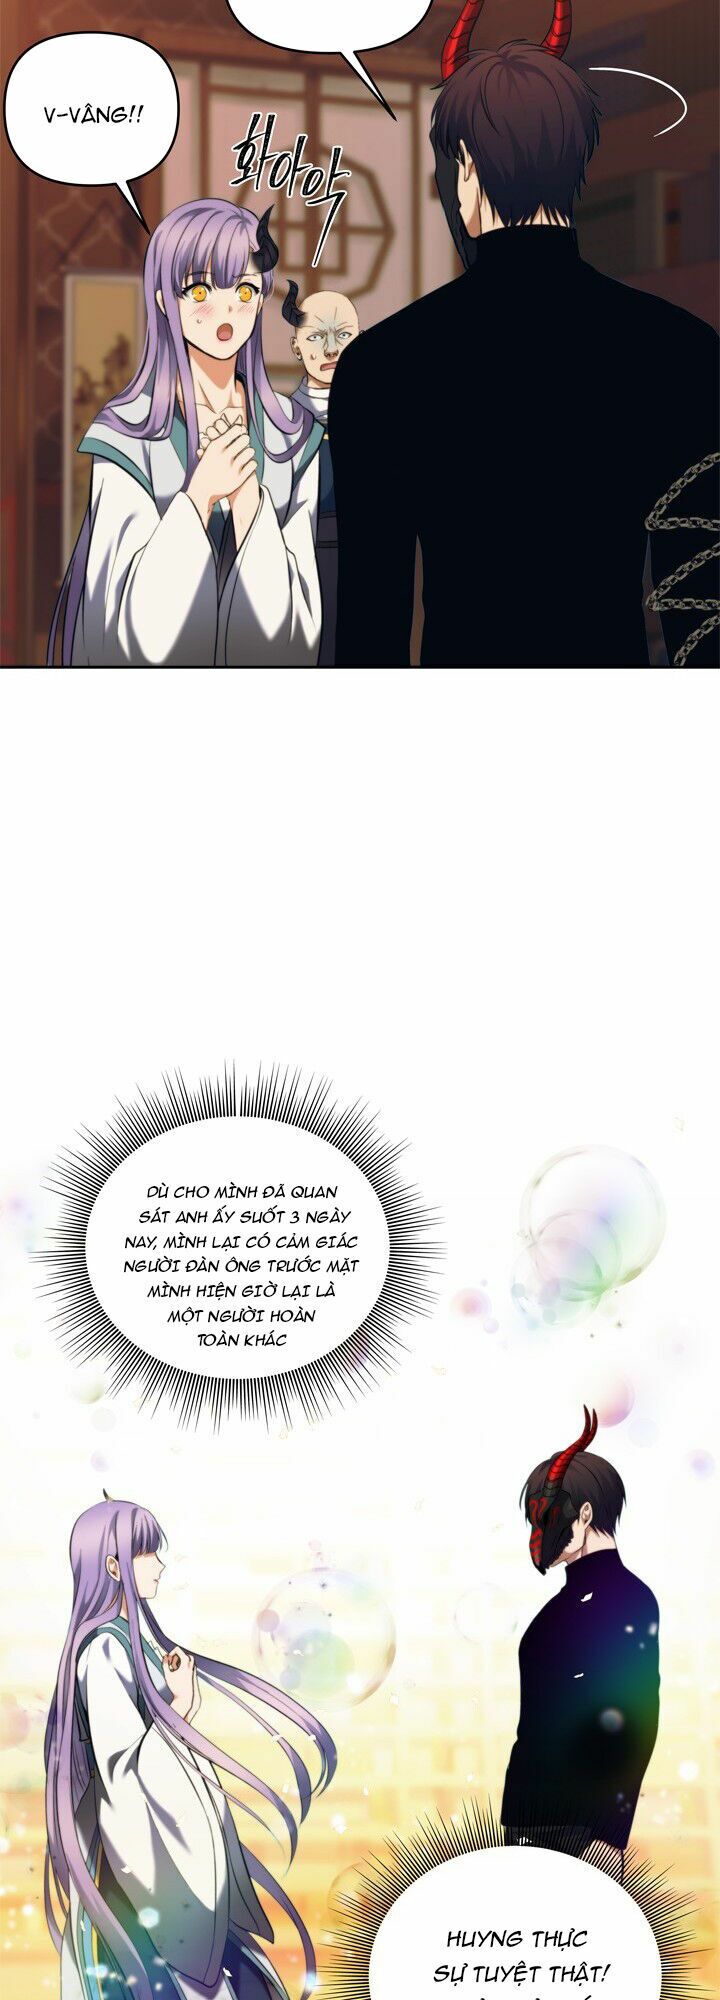 V-VÂNG!!
화아악
DÙ CHO MÌNH ĐÃ QUAN
SÁT ANH ẤY SUỐT 3 NGÀY
NAY, MÌNH LẠI CÓ CẢM GIÁC
NGƯỜI ĐÀN ÔNG TRƯỚC MẶT
MÌNH HIỆN GIỜ LẠI LÀ
MỘT NGƯỜI HOÀN
TOÀN KHÁC
HUYNG THỰC
SỰ TUYỆT THẬT!